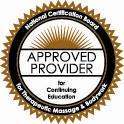 National Certification Board
APPROVED
PROVIDER
for
Continuing
Education
for Therapeutic Massage & Bodywork